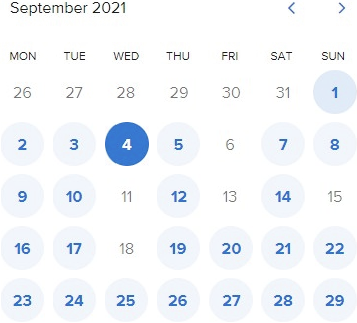 September 2021
MON TUE WED THU FRI SAT SUN
26 27 28 29 30 31 1
2 3 4 5 6 7 8
9 10 11 12 13 14 15
16 17 18 19 20 21 22
23 24 25 26 27 28 29